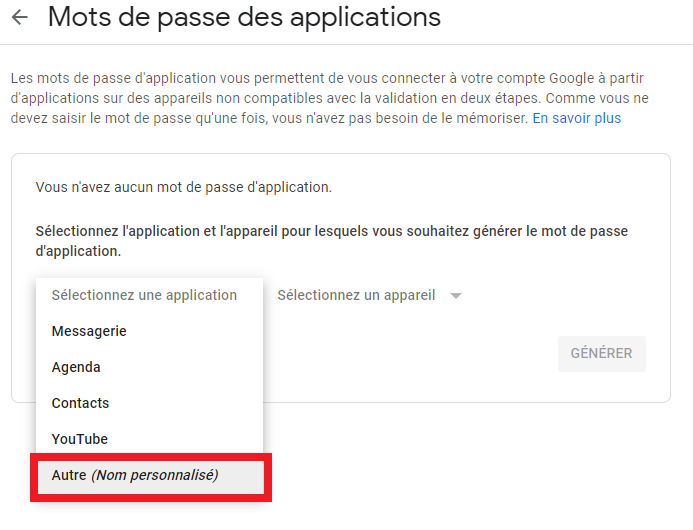 Mots de passe des applications
Les mots de passe d'application vous permettent de vous connecter à votre compte Google à partir
d'applications sur des appareils non compatibles avec la validation en deux étapes. Comme vous ne
devez saisir le mot de passe qu'une fois, vous n'avez pas besoin de le mémoriser. En savoir plus
Vous n'avez aucun mot de passe d'application.
Sélectionnez l'application et l'appareil pour lesquels vous souhaitez générer le mot de passe
d'application.
Sélectionnez une application
Sélectionnez un appareil
Messagerie
Agenda
Contacts
YouTube
Autre (Nom personnalisé)
GÉNÉRER